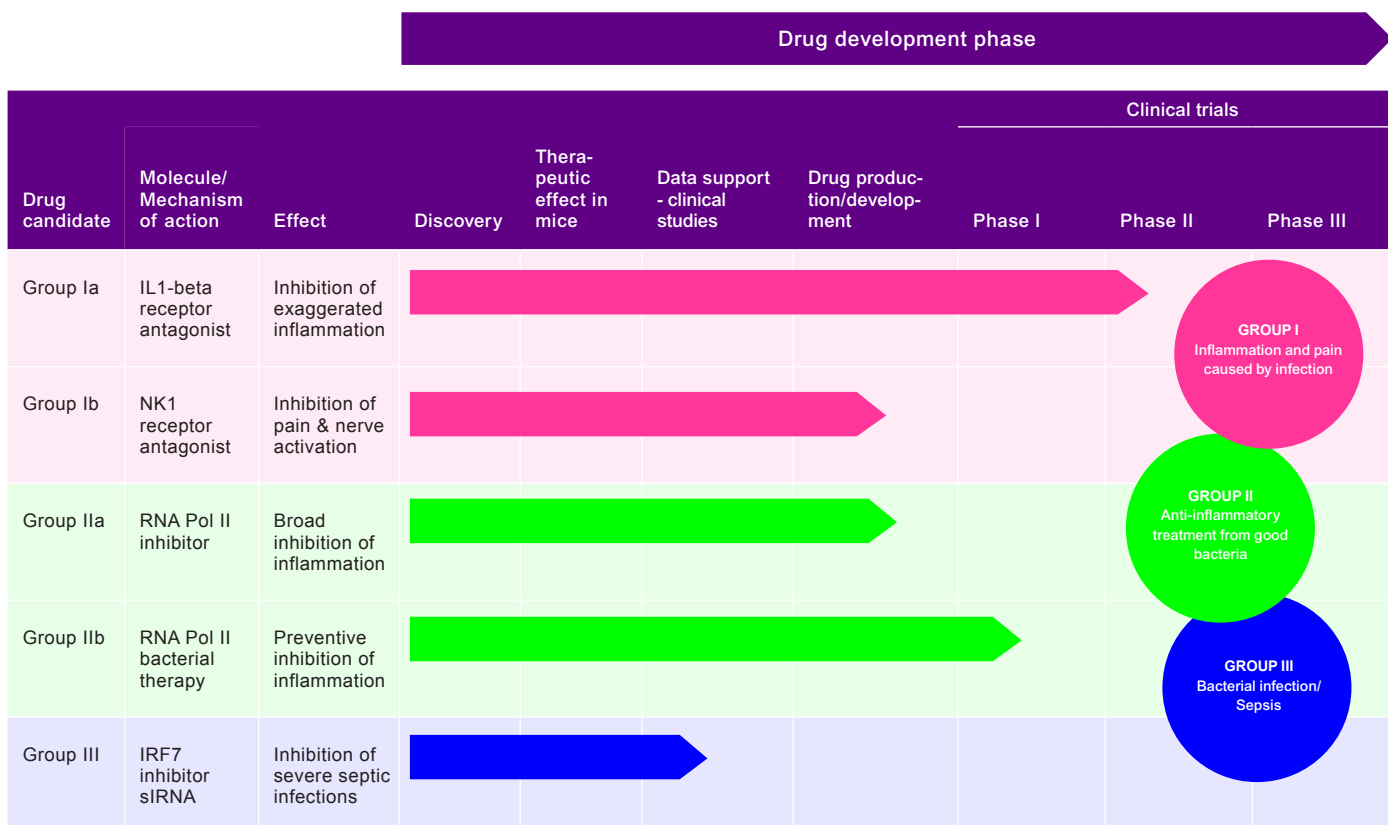 Drug development phase
Clinical trials
Drug
candidate
Molecule/
Mechanism
of action
Effect
Discovery
Thera-
peutic
effect in
mice
Data support
- clinical
studies
Drug produc-
tion/develop-
ment
Phase I
Phase II
Phase III
Group Ia
IL1-beta
receptor
antagonist
Inhibition of
exaggerated
inflammation
GROUP I
Inflammation and pain
caused by infection
Group Ib
NK1
receptor
antagonist
Inhibition of
pain & nerve
activation
Group IIa
RNA Pol II
inhibitor
Broad
inhibition of
inflammation
GROUP II
Anti-inflammatory
treatment from good
bacteria
Group IIb
RNA Pol II
bacterial
therapy
Preventive
inhibition of
inflammation
GROUP III
Bacterial infection/
Sepsis
Group III
IRF7
inhibitor
sIRNA
Inhibition of
severe septic
infections